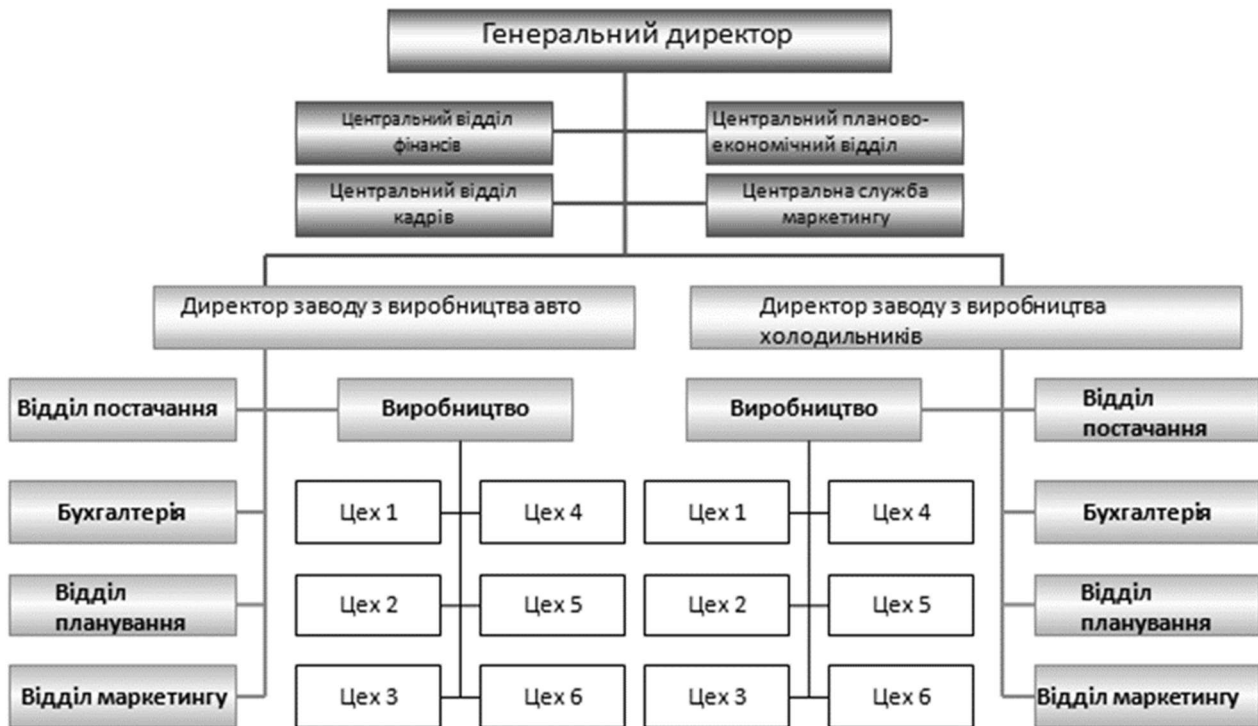 Генеральний директор
Центральний відділ
фінансів
Центральний планово-
економічний відділ
Центральний відділ
кадрів
Центральна служба
маркетингу
Директор заводу з виробництва авто
Директор заводу з виробництва
холодильників
Відділ постачання
Виробництво
Виробництво
Відділ
постачання
Бухгалтерія
Цех 1
Цех 4
Цех 1
Цех 4
Бухгалтерія
Відділ
планування
Цех 2
Цех 5
Цех 2
Цех 5
Відділ
планування
Відділ маркетингу
Цех 3
Цех 6
Цех 3
Цех 6
Відділ маркетингу